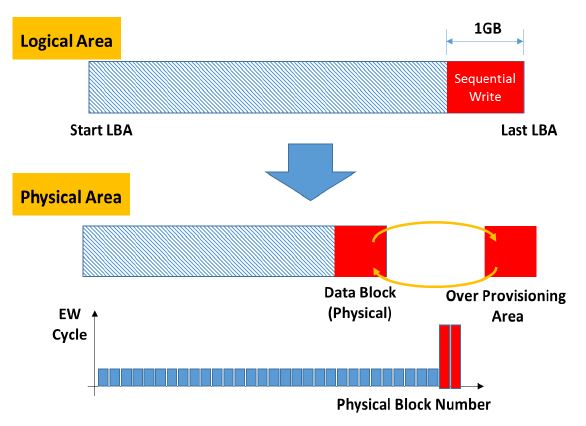 Logical Area
1GB
Sequential
Write
Start LBA
Last LBA
Physical Area
Data Block
(Physical)
Over Provisioning
Area
EW
Cycle
Physical Block Number